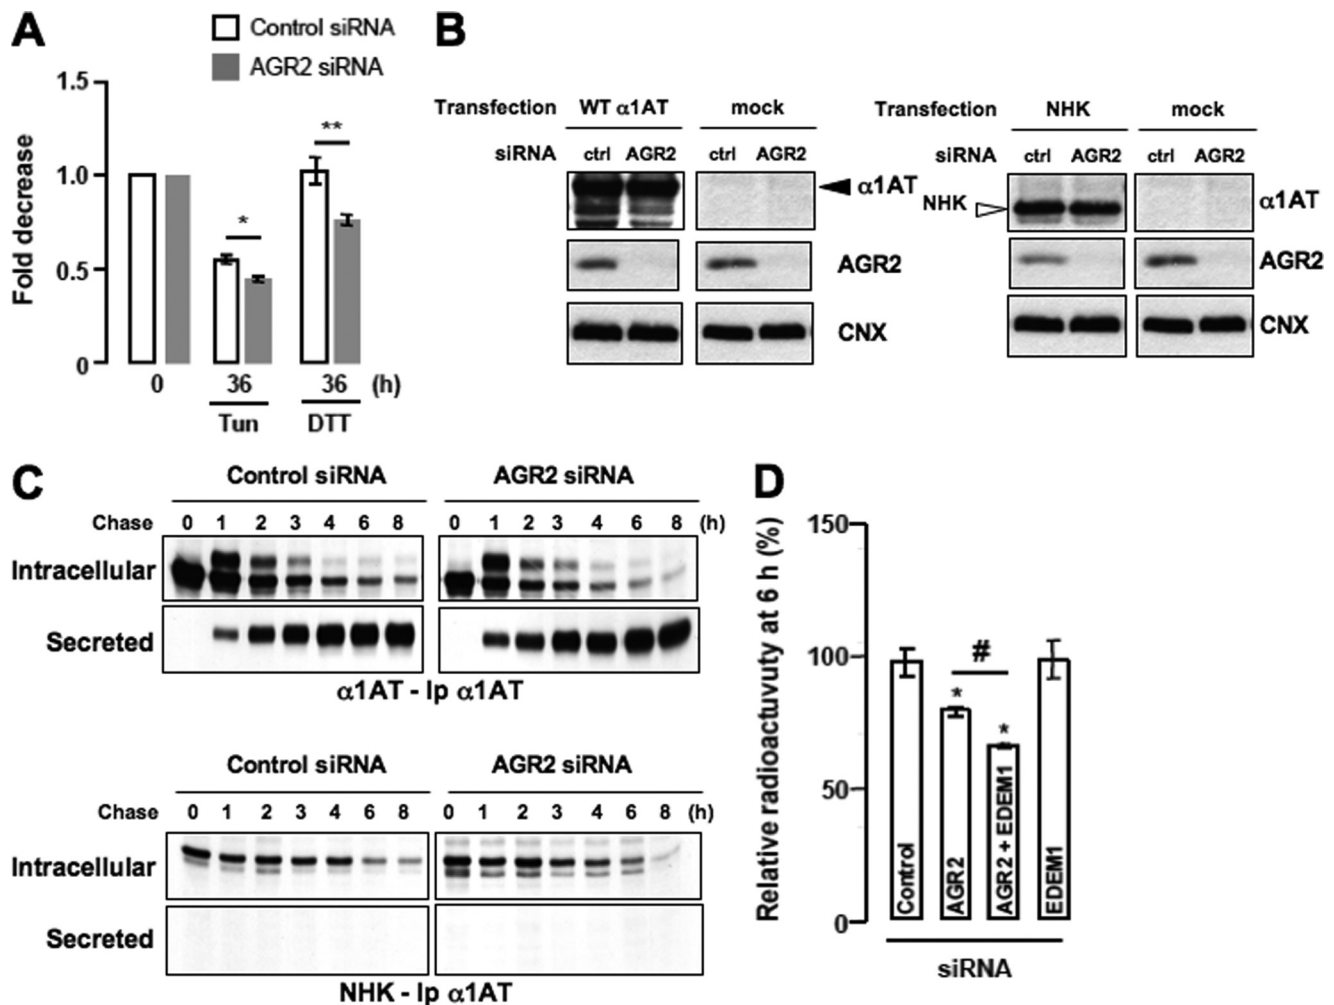 A
Control siRNA
AGR2 siRNA
Fold decrease
1.5
1.0
0.5
0
**
*
0 36 36 (h)
Tun DTT
B
Transfection WT α1AT mock
siRNA ctrl AGR2 ctrl AGR2
α1AT
AGR2
CNX
Transfection NHK mock
siRNA ctrl AGR2 ctrl AGR2
NHK
α1AT
AGR2
CNX
C
Control siRNA AGR2 siRNA
Chase 0 1 2 3 4 6 8 0 1 2 3 4 6 8 (h)
Intracellular
Secreted
α1AT - Ip α1AT
Control siRNA AGR2 siRNA
Chase 0 1 2 3 4 6 8 0 1 2 3 4 6 8 (h)
Intracellular
Secreted
NHK - Ip α1AT
D
Relative radioactuvuty at 6 h (%)
150
100
50
0
#
*
*
Control
AGR2
AGR2 + EDEM1
EDEM1
siRNA